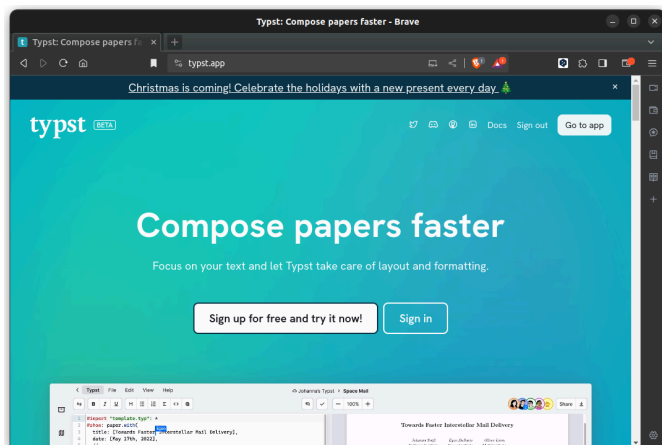 Typst: Compose papers faster - Brave
Typst: Compose papers fa
typst.app
Christmas is coming! Celebrate the holidays with a new present every day
typst BETA
Docs Sign out Go to app
Compose papers faster
Focus on your text and let Typst take care of layout and formatting.
Sign up for free and try it now! Sign in
Typst File Edit View Help Johanna's Typst Space Mail
B I U H 100% Share
#import "template.typ": *
#show: paper.with(
title: [Towards Faster Interstellar Mail Delivery],
date: [May 17th, 2022],
Towards Faster Interstellar Mail Delivery